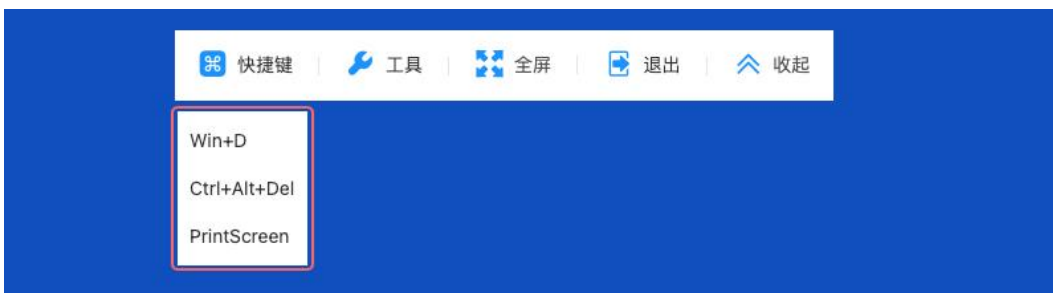 快捷键 工具 全屏 退出 收起
Win+D
Ctrl+Alt+Del
PrintScreen